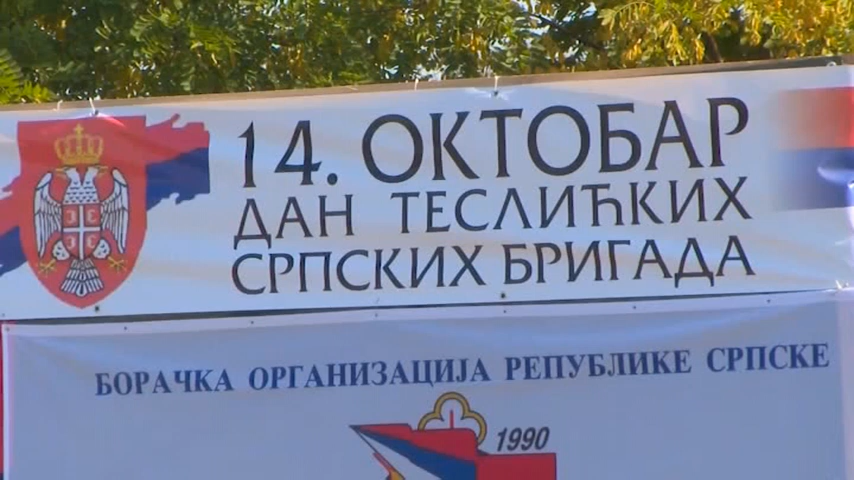 14. ОКТОБАР
ДАН ТЕСЛИЋКИХ
СРПСКИХ БРИГАДА
БОРАЧКА ОРГАНИЗАЦИЈА РЕПУБЛИКЕ СРПСКЕ
1990